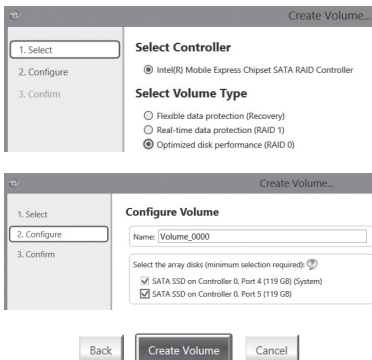 Create Volume...
1. Select
2. Configure
3. Confirm
Select Controller
Intel(R) Mobile Express Chipset SATA RAID Controller
Select Volume Type
Flexible data protection (Recovery)
Real-time data protection (RAID 1)
Optimized disk performance (RAID 0)
Create Volume...
1. Select
2. Configure
3. Confirm
Configure Volume
Name: Volume_0000
Select the array disks (minimum selection required): ?
SATA SSD on Controller 0, Port 4 (119 GB) (System)
SATA SSD on Controller 0, Port 5 (119 GB)
Back
Create Volume
Cancel